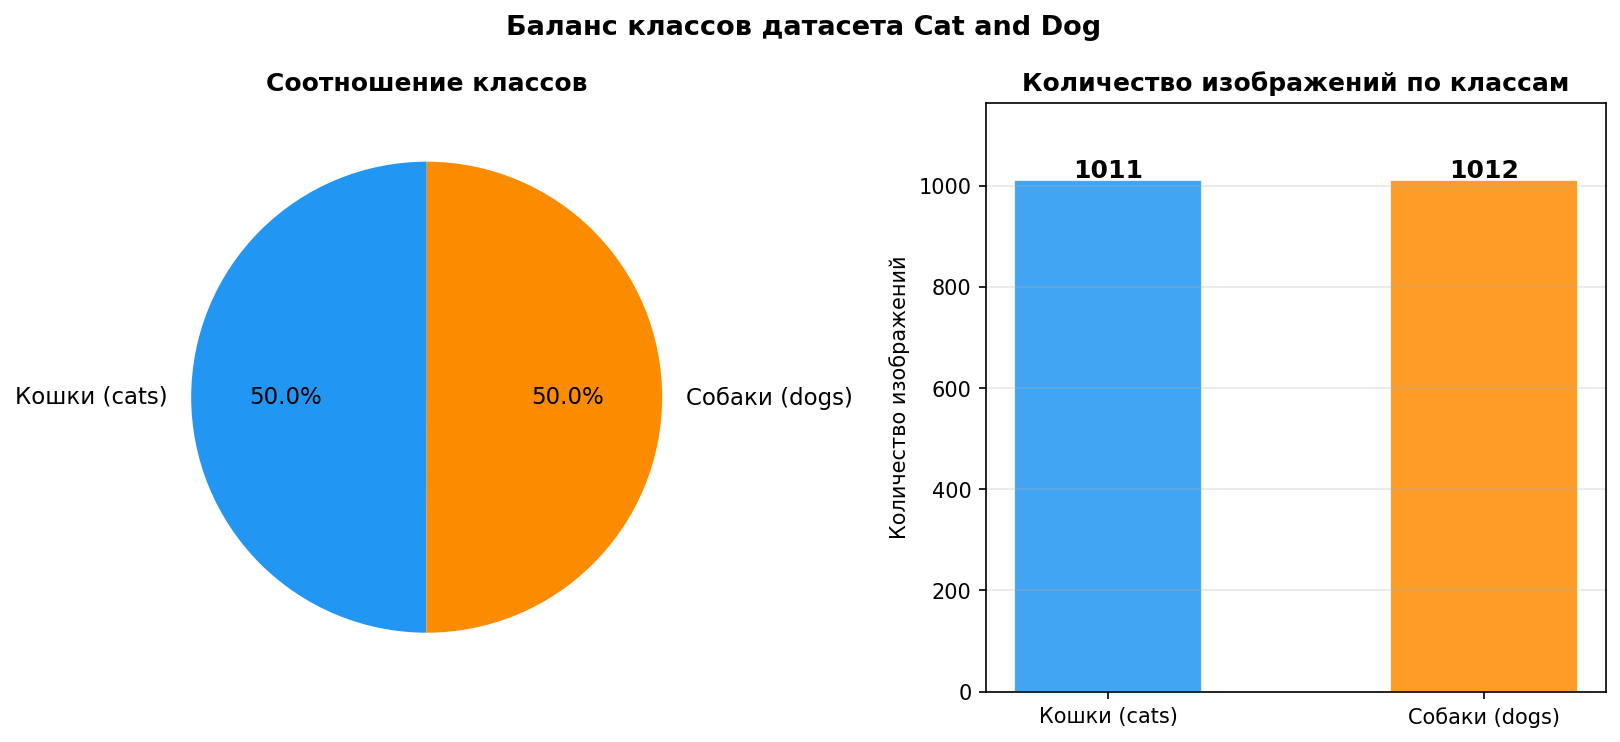 Баланс классов датасета Cat and Dog
Соотношение классов
Кошки (cats)
50.0%
50.0%
Собаки (dogs)
Количество изображений по классам
Количество изображений
1000
800
600
400
200
0
1011
1012
Кошки (cats)
Собаки (dogs)